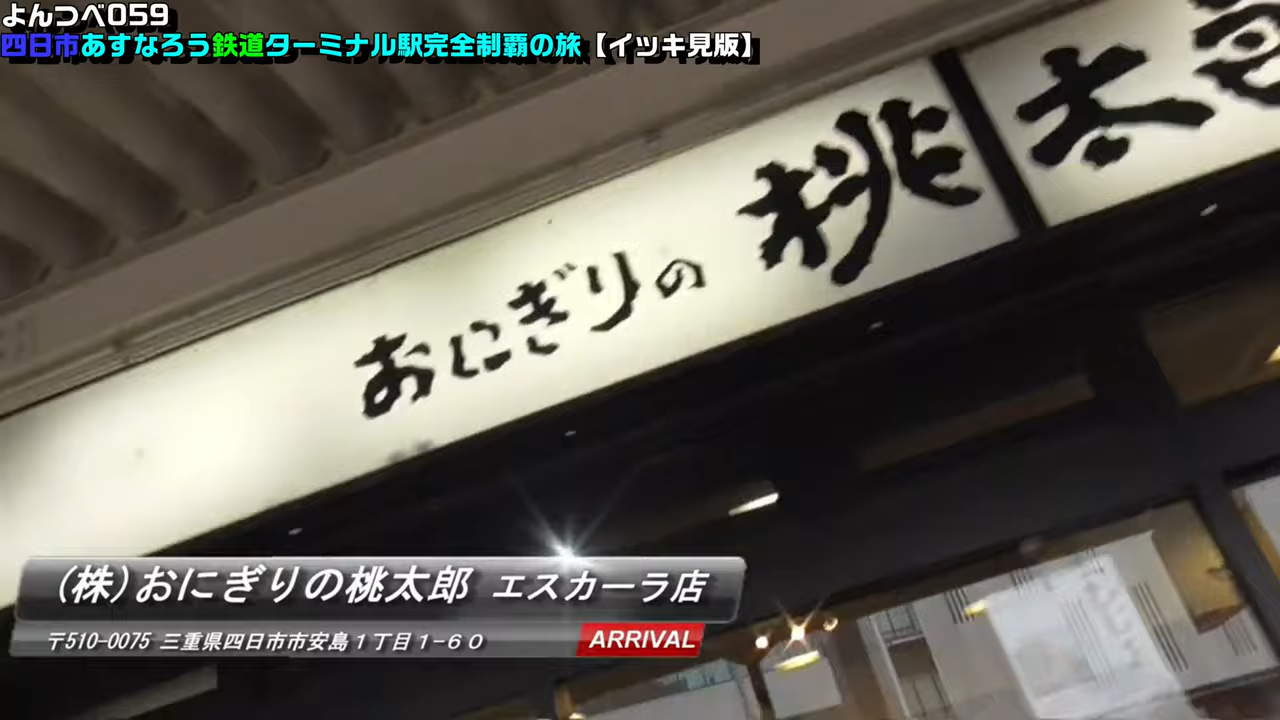 よんつべ059
四日市あすなろう鉄道ターミナル駅完全制覇の旅【イッキ見版】
おにぎりの 桃太
(株)おにぎりの桃太郎 エスカーラ店
〒510-0075 三重県四日市市安島１丁目１−６０
ARRIVAL